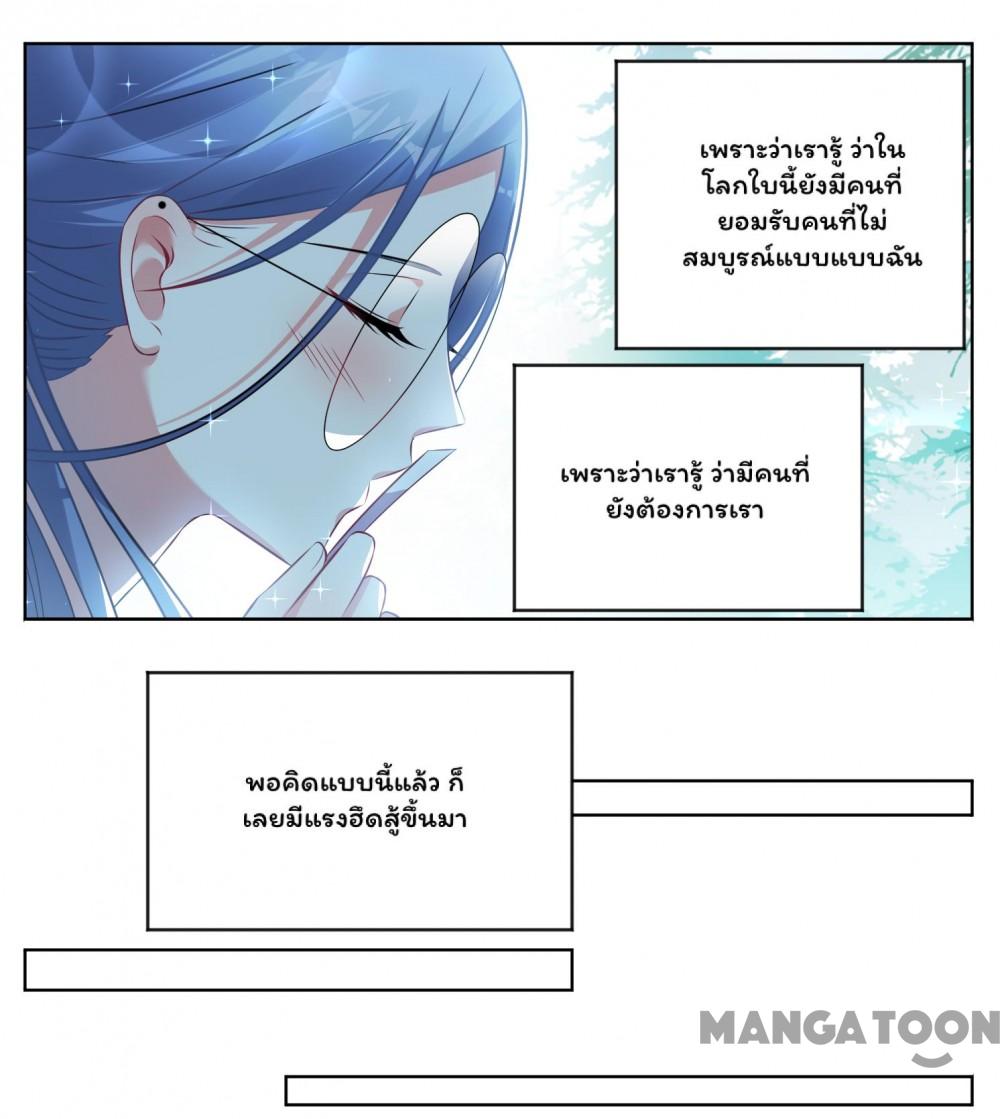 เพราะว่าเรารู้ ว่าใน
โลกใบนี้ยังมีคนที่
ยอมรับคนที่ไม่
สมบูรณ์แบบแบบฉัน
เพราะว่าเรารู้ ว่ามีคนที่
ยังต้องการเรา
พอคิดแบบนี้แล้ว ก็
เลยมีแรงฮึดสู้ขึ้นมา
MANGATOON